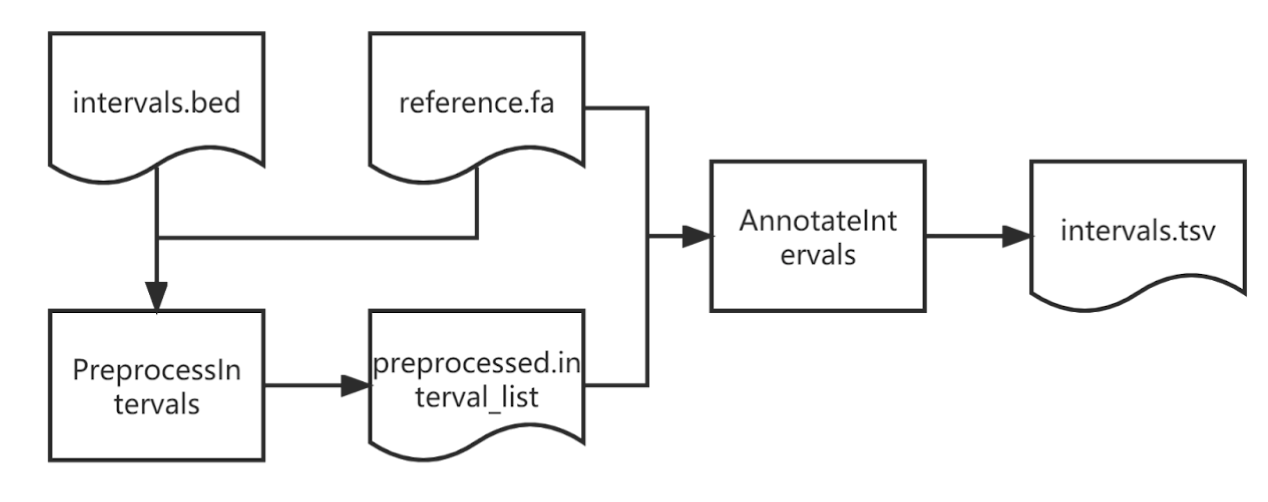 intervals.bed
reference.fa
AnnotateInt
ervals
intervals.tsv
PreprocessIn
tervals
preprocessed.in
terval_list